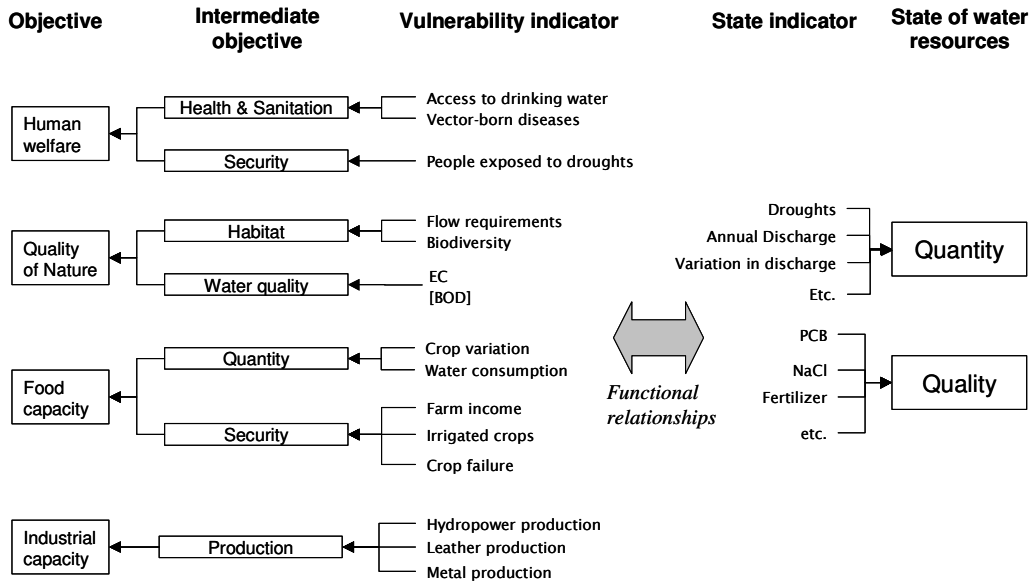 Objective
Intermediate
objective
Vulnerability indicator
State indicator
State of water
resources
Human
welfare
Health & Sanitation
Access to drinking water
Vector-born diseases
Security
People exposed to droughts
Quality
of Nature
Habitat
Flow requirements
Biodiversity
Water quality
EC
[BOD]
Food
capacity
Quantity
Crop variation
Water consumption
Security
Farm income
Irrigated crops
Crop failure
Industrial
capacity
Production
Hydropower production
Leather production
Metal production
Functional
relationships
Droughts
Annual Discharge
Variation in discharge
Etc.
Quantity
PCB
NaCl
Fertilizer
etc.
Quality